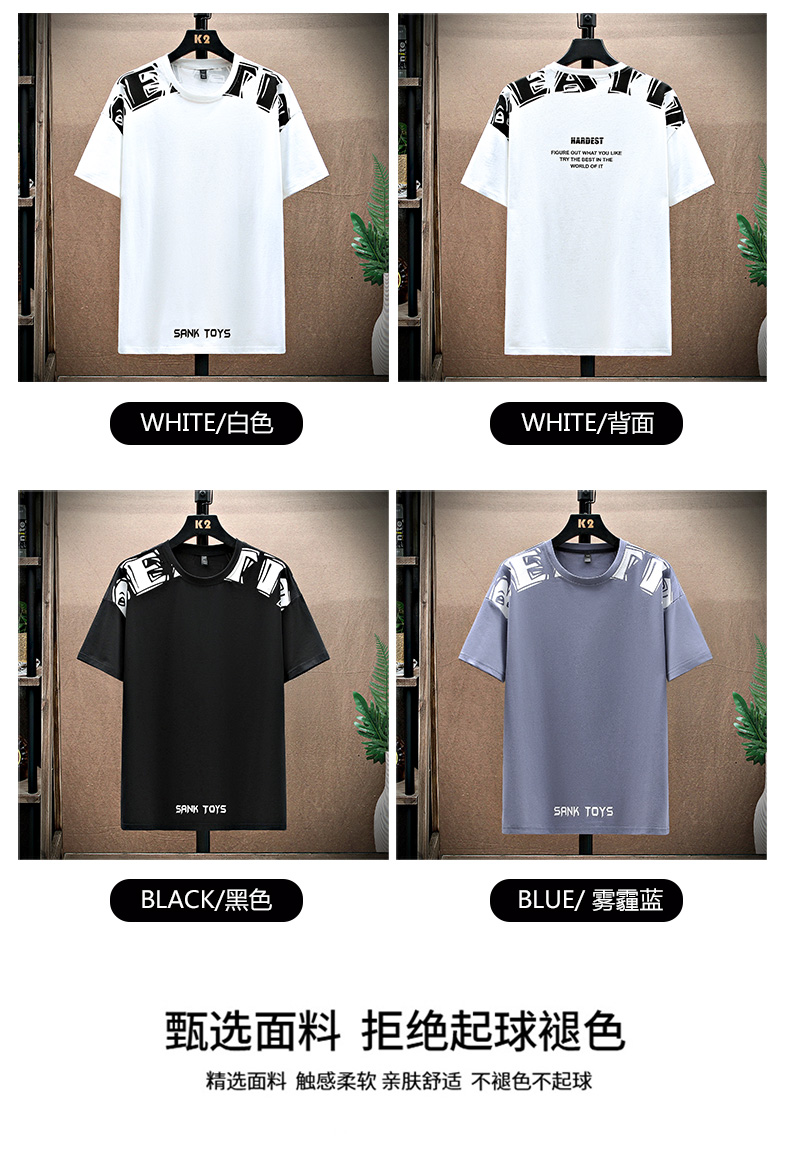 K2
SANK TOYS
HARDEST
FIGURE OUT WHAT YOU LIKE
TRY THE BEST IN THE
WORLD OF IT
WHITE/白色
WHITE/背面
K2
SANK TOYS
K2
SANK TOYS
BLACK/黑色
BLUE/ 雾霾蓝
甄选面料 拒绝起球褪色
精选面料 触感柔软 亲肤舒适 不褪色不起球